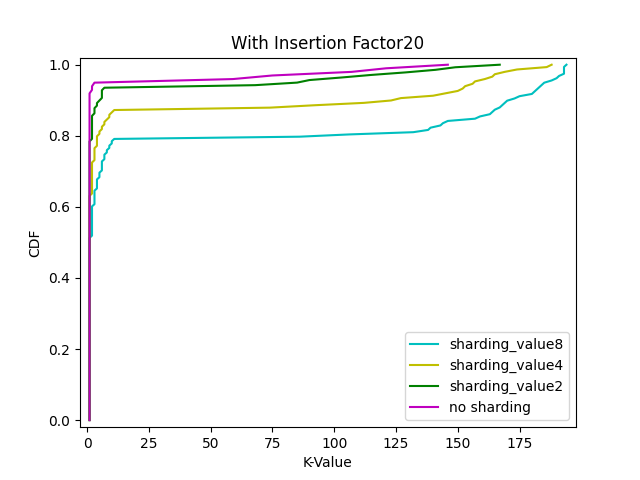 With Insertion Factor20
1.0
0.8
0.6
0.4
0.2
0.0
CDF
0
25
50
75
100
125
150
175
K-Value
sharding_value8
sharding_value4
sharding_value2
no sharding